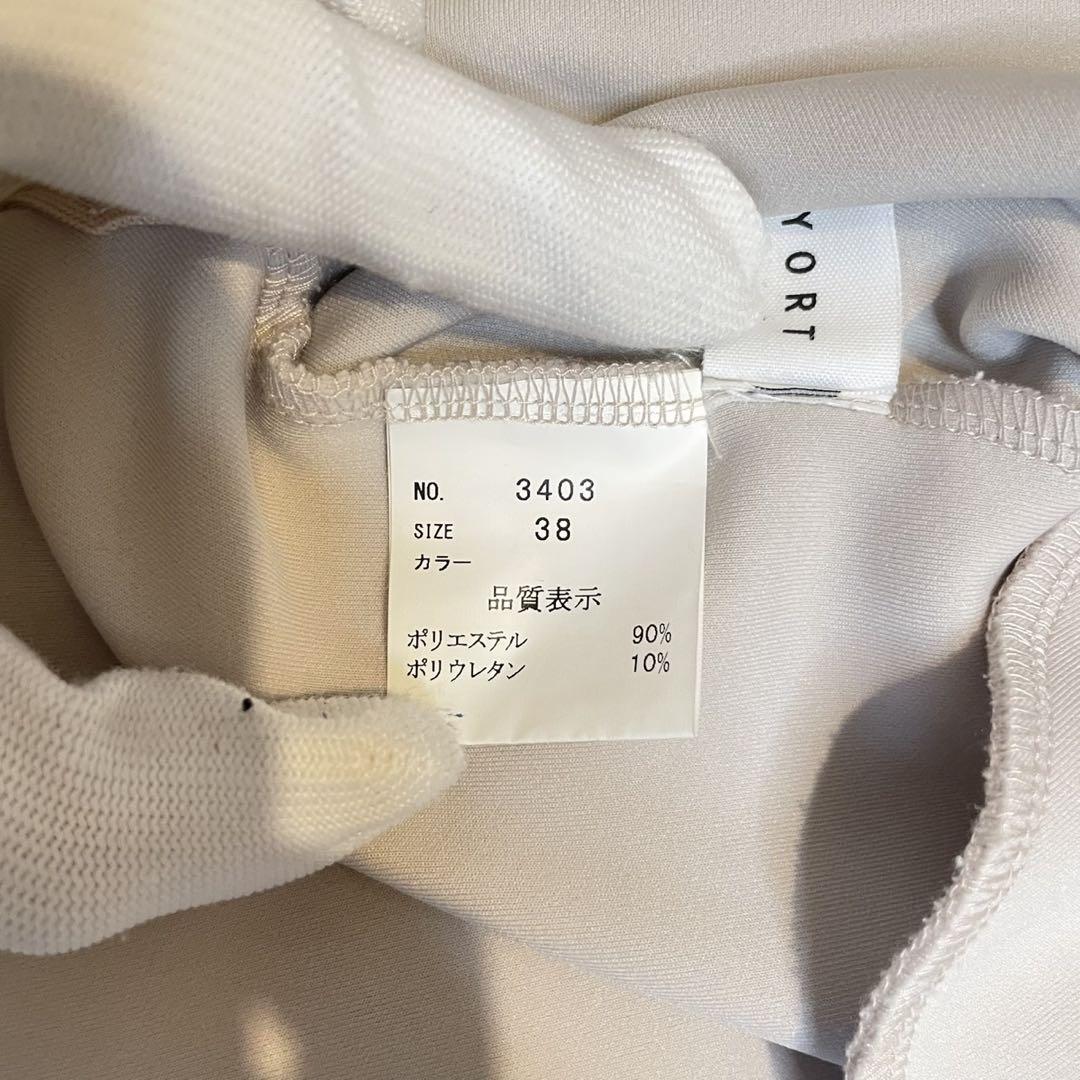 YORT
NO. 3403
SIZE 38
カラー
品質表示
ポリエステル 90%
ポリウレタン 10%